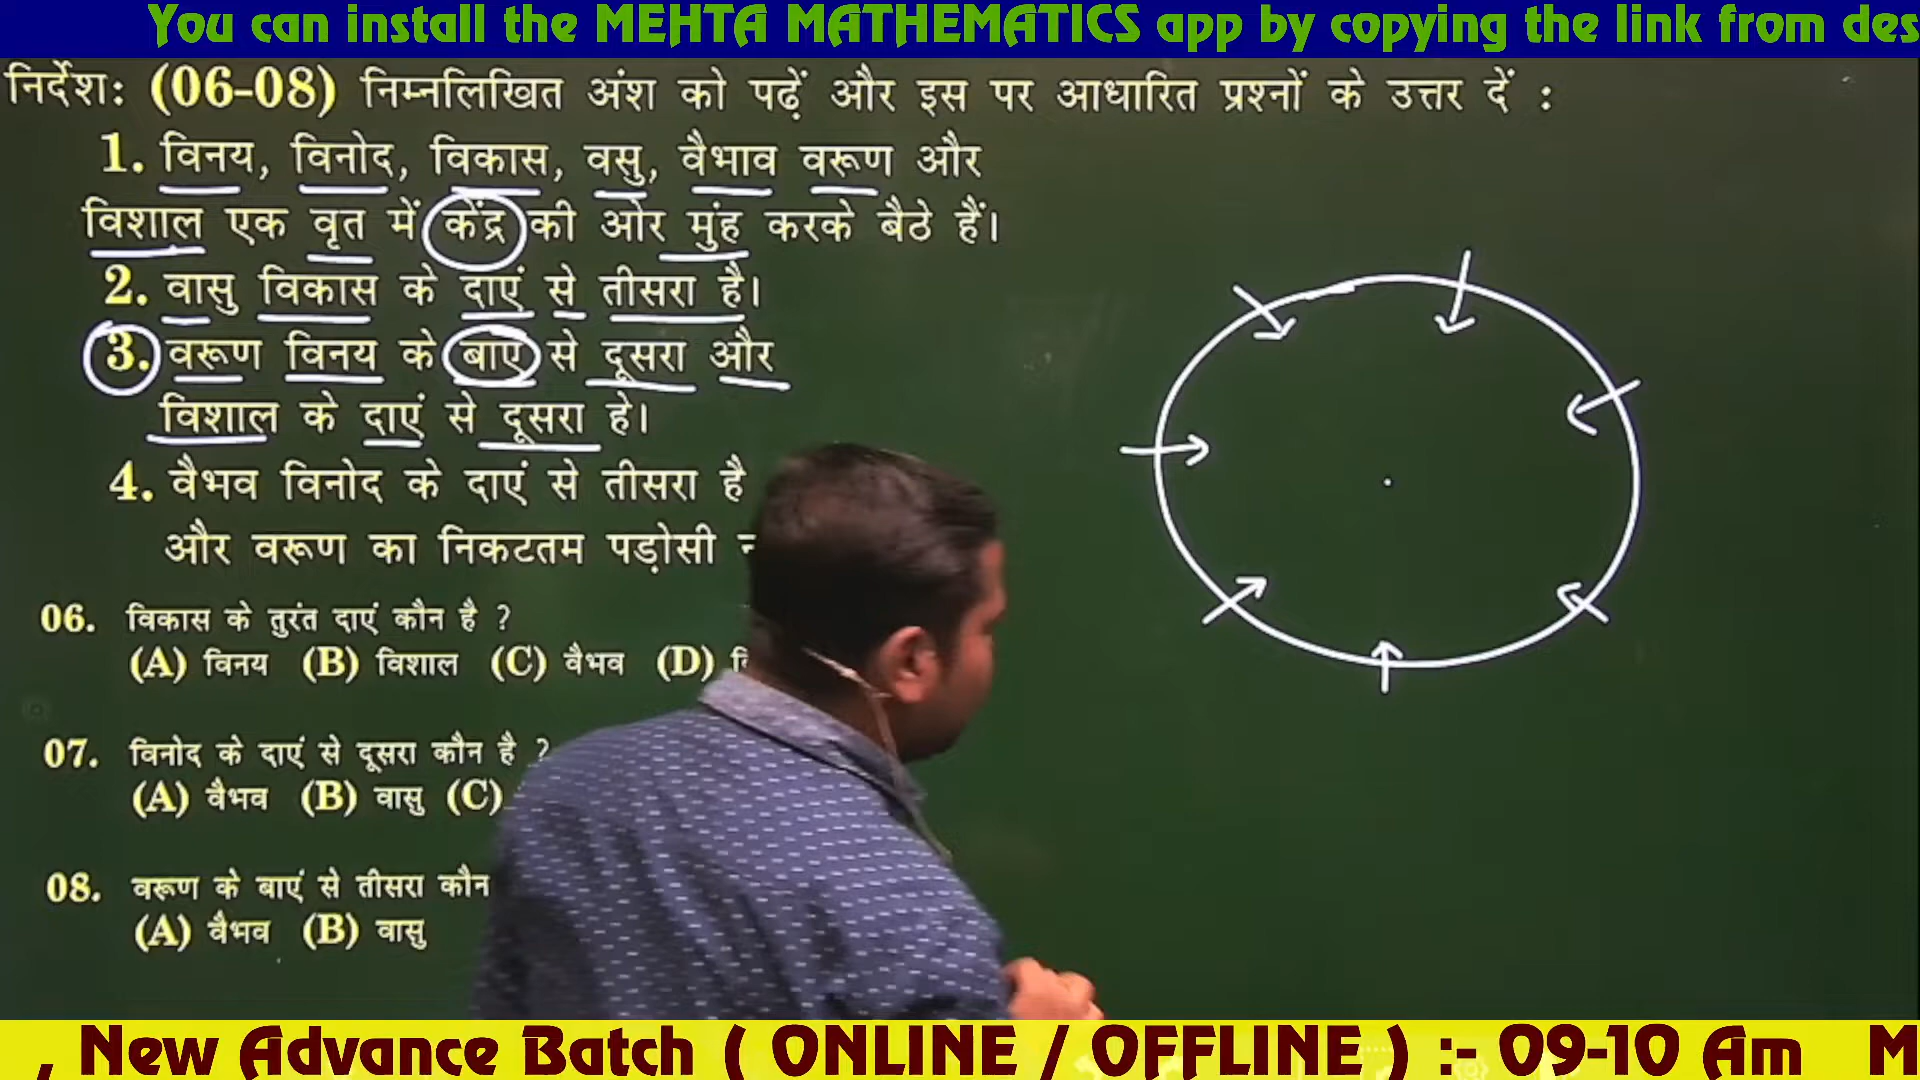 You can install the MEHTA MATHEMATICS app by copying the link from des
निर्देशः (06-08) निम्नलिखित अंश को पढ़ें और इस पर आधारित प्रश्नों के उत्तर दें :
1. विनय, विनोद, विकास, वसु, वैभाव वरूण और
विशाल एक वृत में केंद्र की ओर मुंह करके बैठे हैं।
2. वासु विकास के दाएं से तीसरा है।
3. वरूण विनय के बाएं से दूसरा और
विशाल के दाएं से दूसरा हे।
4. वैभव विनोद के दाएं से तीसरा है
और वरूण का निकटतम पड़ोसी
06. विकास के तुरंत दाएं कौन है ?
(A) विनय (B) विशाल (C) वैभव (D)
07. विनोद के दाएं से दूसरा कौन है ?
(A) वैभव (B) वासु (C)
08. वरूण के बाएं से तीसरा कौन
(A) वैभव (B) वासु
, New Advance Batch ( ONLINE / OFFLINE ) :- 09-10 Am M